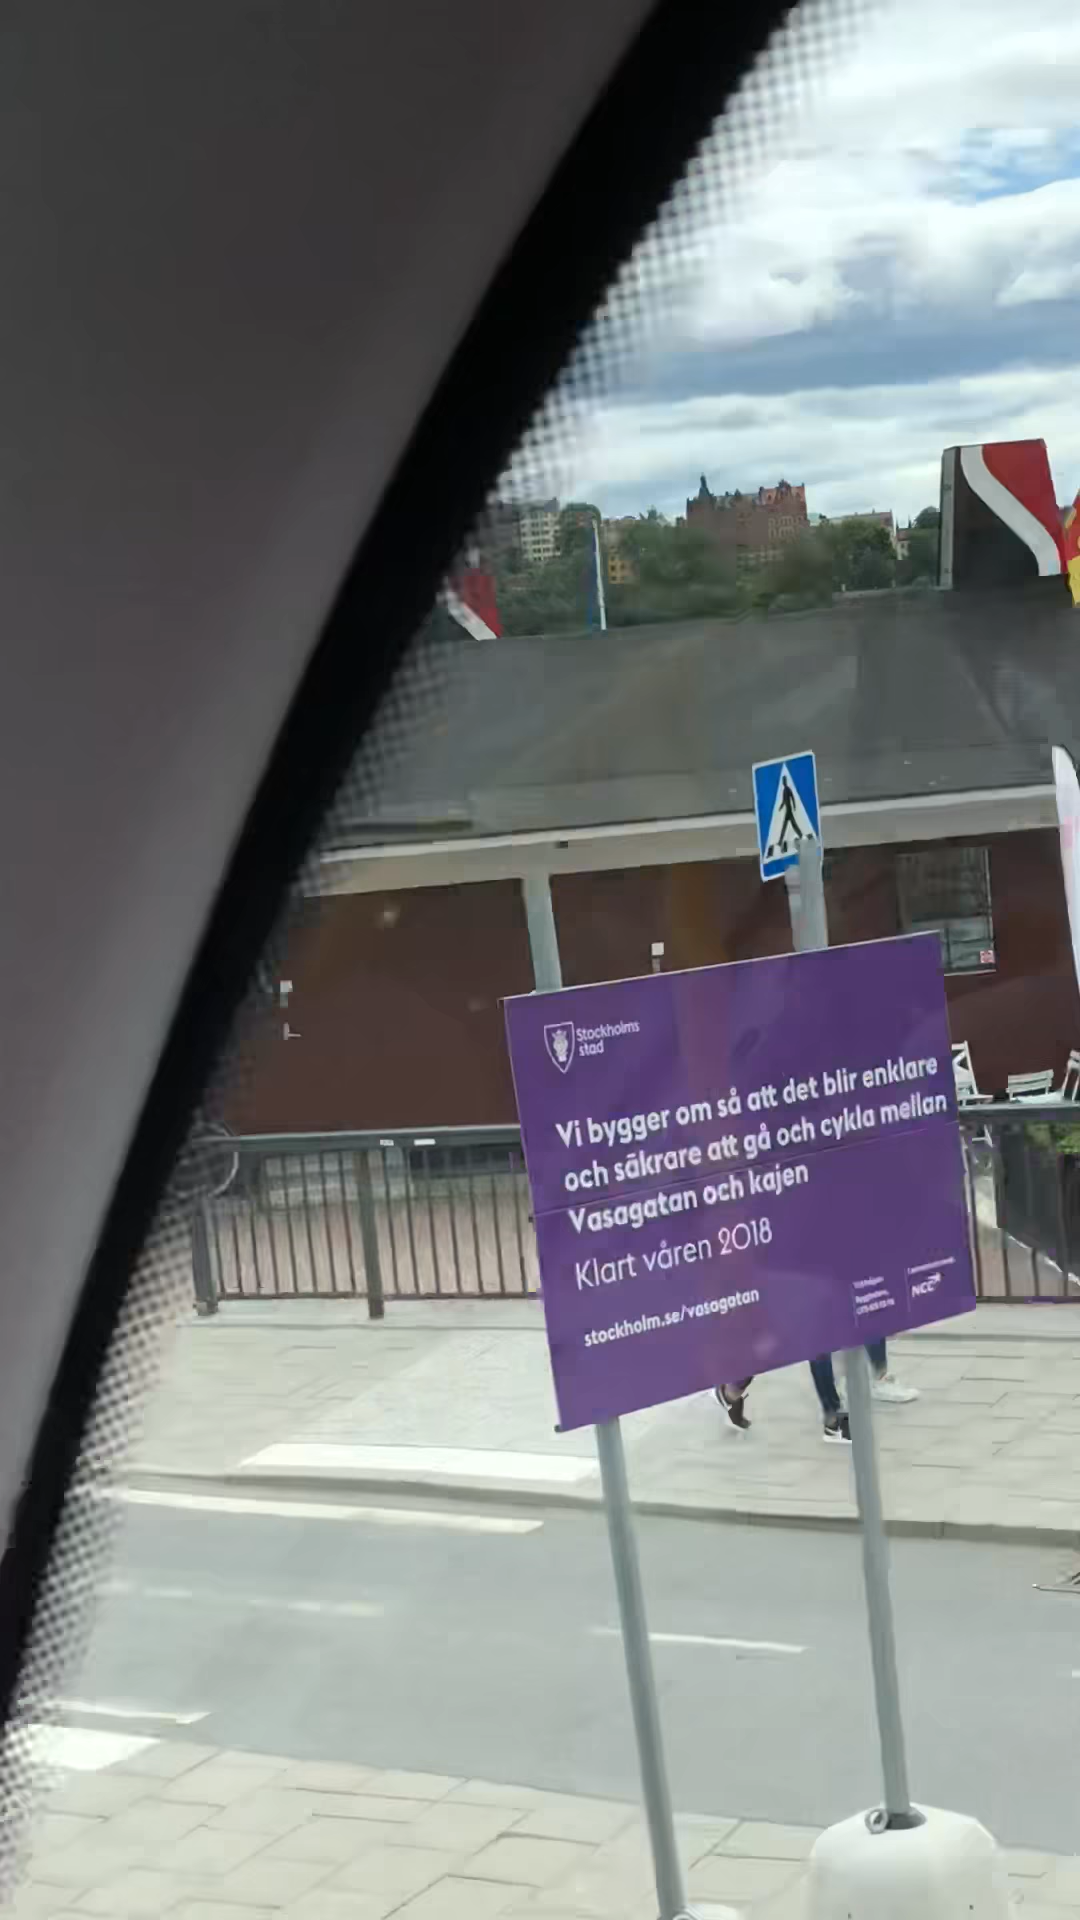 Stockholms
stad
Vi bygger om så att det blir enklare
och säkrare att gå och cykla mellan
Vasagatan och kajen
Klart våren 2018
stockholm.se/vasagatan
NCC